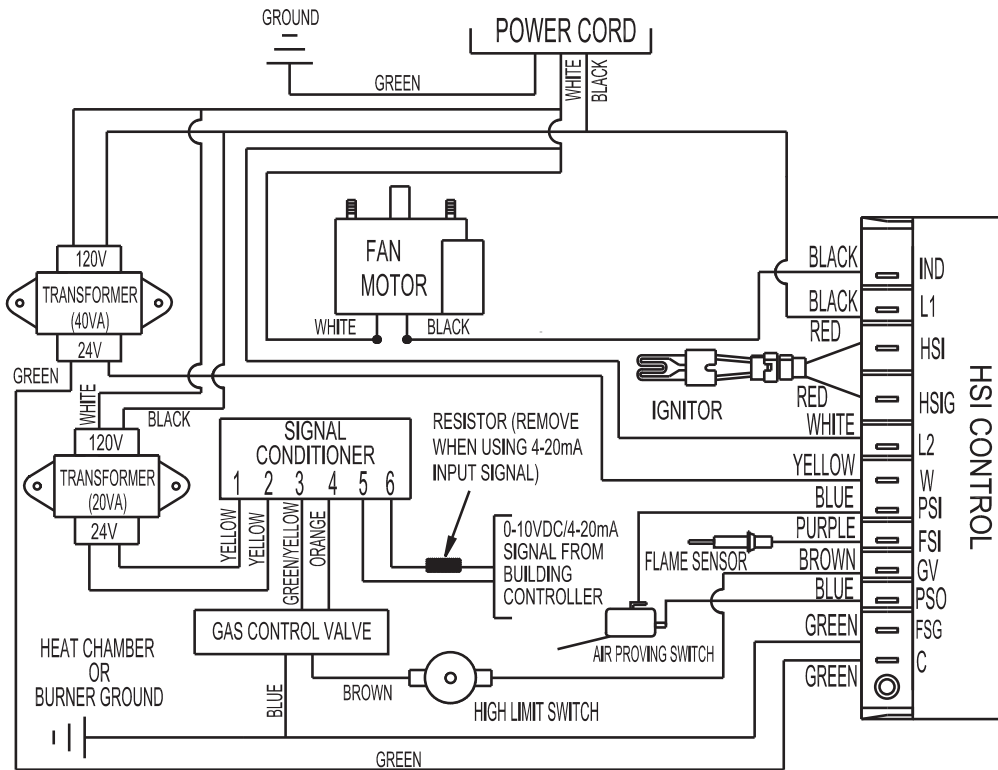 GROUND
POWER CORD
GREEN
WHITE
BLACK
120V
TRANSFORMER
(40VA)
24V
GREEN
WHITE
BLACK
120V
TRANSFORMER
(20VA)
24V
FAN
MOTOR
WHITE
BLACK
SIGNAL
CONDITIONER
1 2 3 4 5 6
YELLOW
YELLOW
GREEN/YELLOW
ORANGE
RESISTOR (REMOVE
WHEN USING 4-20mA
INPUT SIGNAL)
0-10VDC/4-20mA
SIGNAL FROM
BUILDING
CONTROLLER
IGNITOR
FLAME SENSOR
AIR PROVING SWITCH
GAS CONTROL VALVE
BLUE
BROWN
HIGH LIMIT SWITCH
HEAT CHAMBER
OR
BURNER GROUND
GREEN
BLACK IND
BLACK L1
RED HSI
RED HSIG
WHITE L2
YELLOW W
BLUE PSI
PURPLE FSI
BROWN GV
BLUE PSO
GREEN FSG
GREEN C
HSI CONTROL